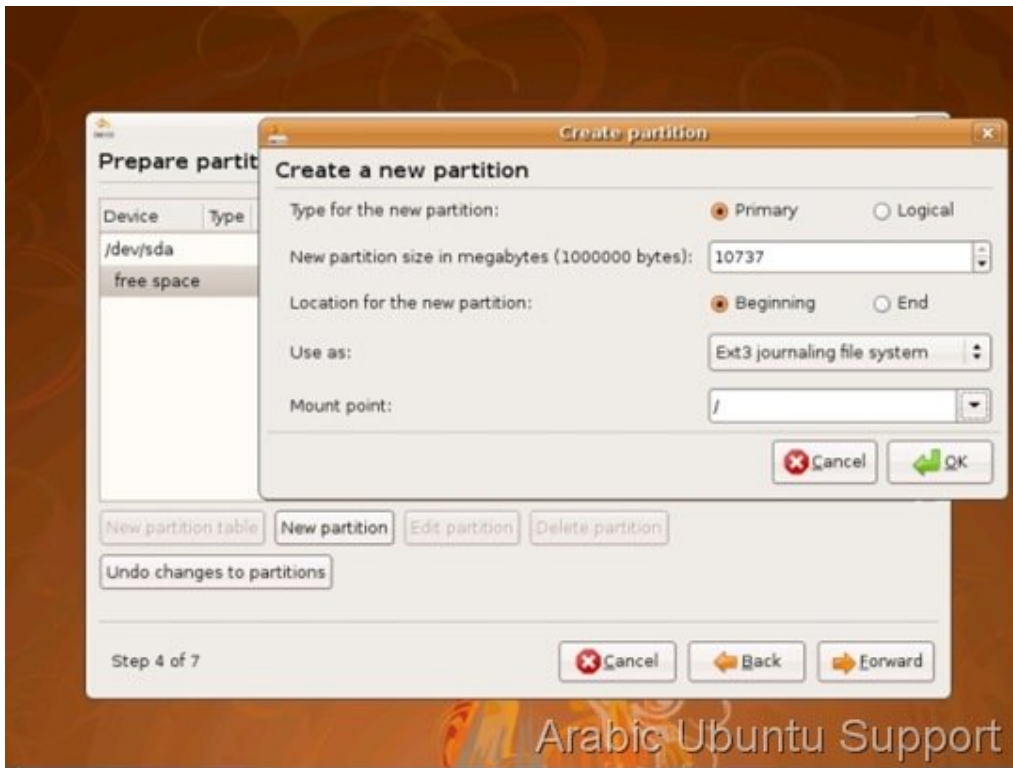 Create partition
Prepare partit
Create a new partition
Device Type
Type for the new partition: Primary Logical
/dev/sda
New partition size in megabytes (1000000 bytes): 10737
free space
Location for the new partition: Beginning End
Use as: Ext3 journaling file system
Mount point: /
Cancel OK
New partition table New partition Edit partition Delete partition
Undo changes to partitions
Step 4 of 7 Cancel Back Forward
Arabic Ubuntu Support